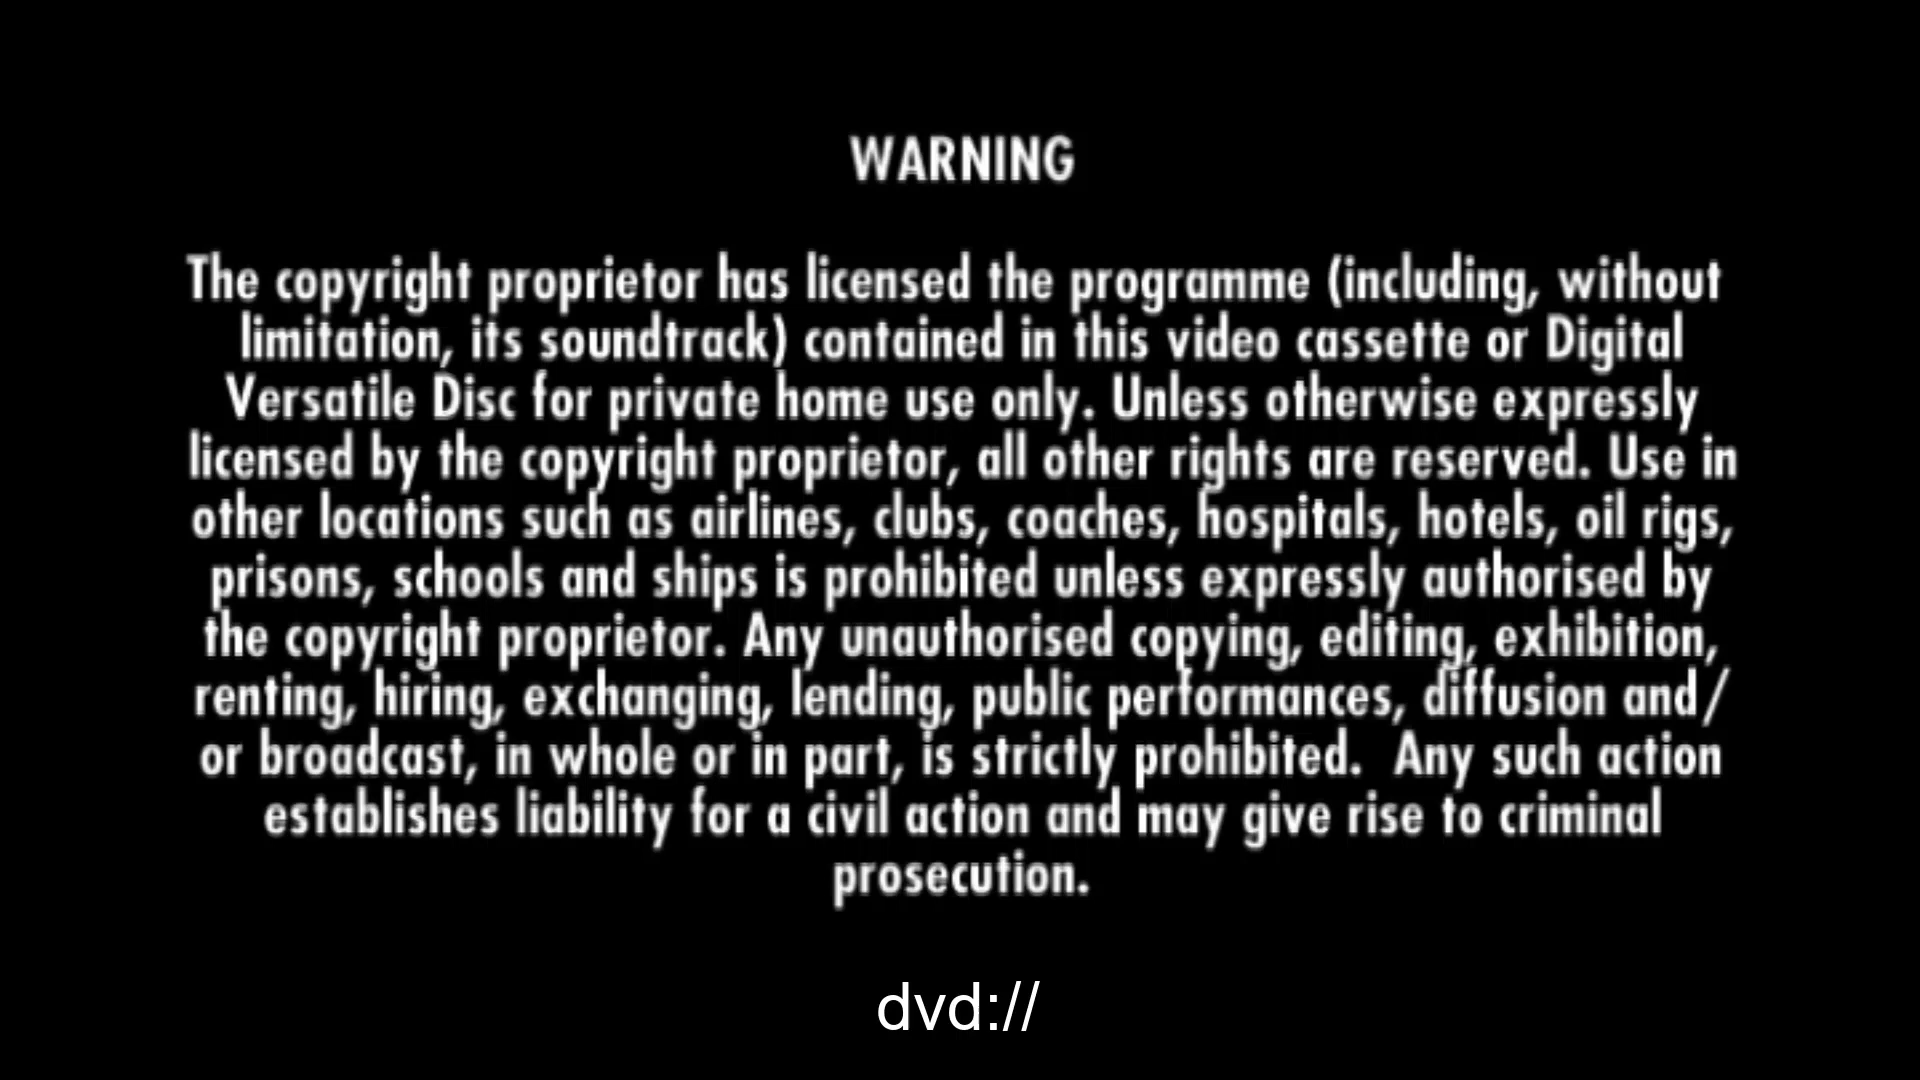 WARNING
The copyright proprietor has licensed the programme (including, without
limitation, its soundtrack) contained in this video cassette or Digital
Versatile Disc for private home use only. Unless otherwise expressly
licensed by the copyright proprietor, all other rights are reserved. Use in
other locations such as airlines, clubs, coaches, hospitals, hotels, oil rigs,
prisons, schools and ships is prohibited unless expressly authorised by
the copyright proprietor. Any unauthorised copying, editing, exhibition,
renting, hiring, exchanging, lending, public performances, diffusion and/
or broadcast, in whole or in part, is strictly prohibited.  Any such action
establishes liability for a civil action and may give rise to criminal
prosecution.
dvd://